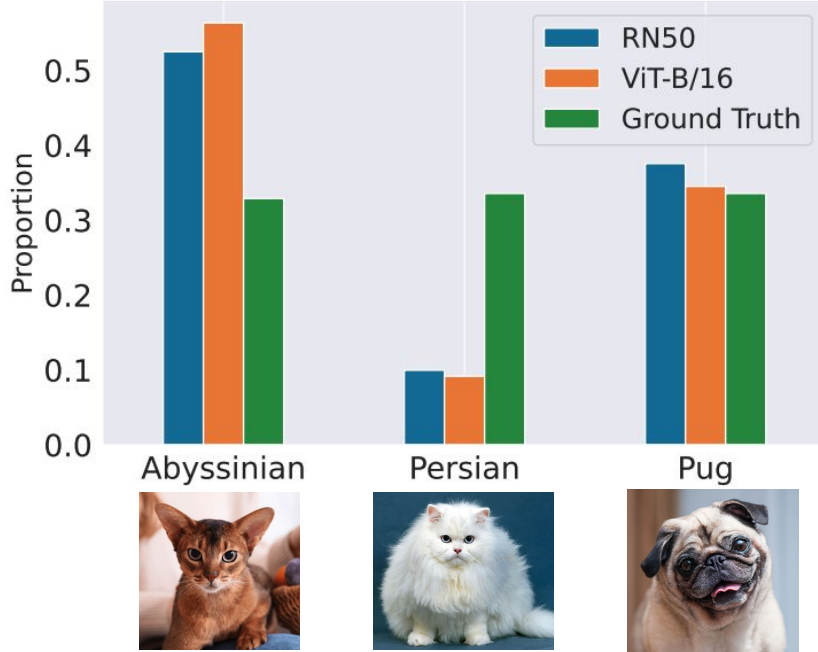 RN50
ViT-B/16
Ground Truth
Proportion
0.5
0.4
0.3
0.2
0.1
0.0
Abyssinian Persian Pug